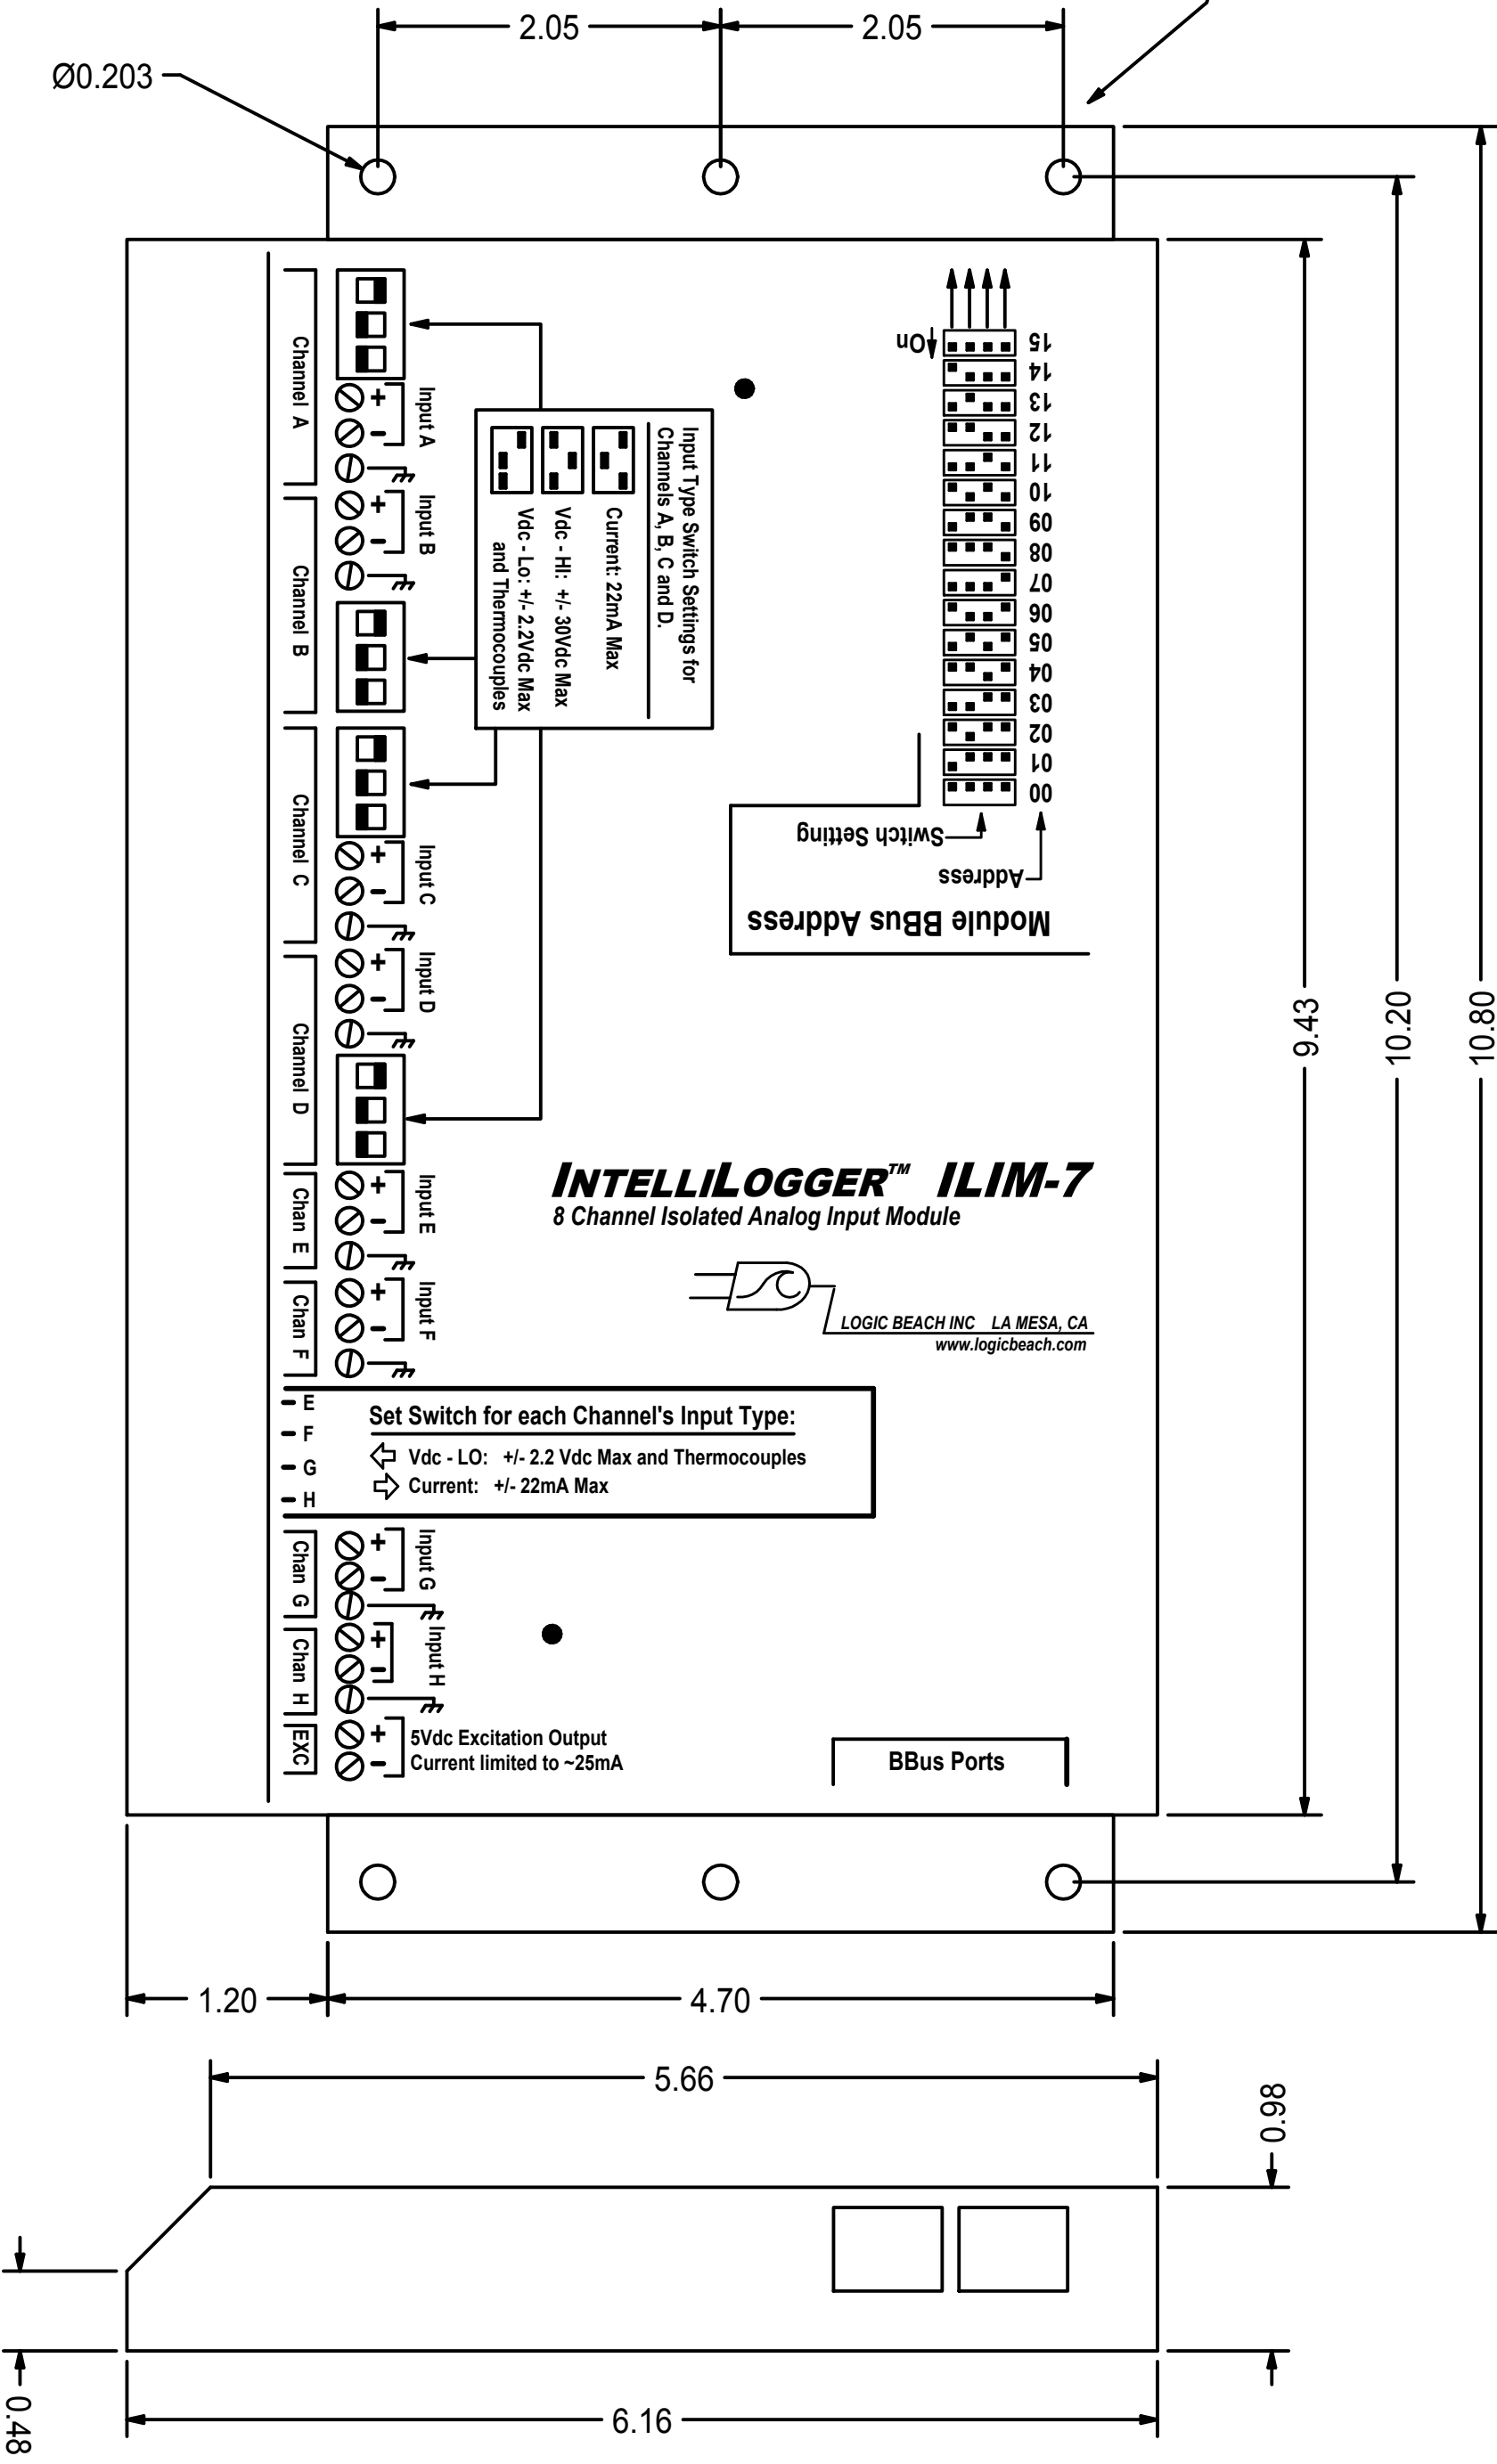 2.05
2.05
Ø0.203
On
15
14
13
12
11
10
09
08
07
06
05
04
03
02
01
00
Switch Setting
Address
Module BBus Address
Channel A
+
-
Input A
Channel B
+
-
Input B
Input Type Switch Settings for
Channels A, B, C and D.
Current: 22mA Max
Vdc - HI: +/- 30Vdc Max
Vdc - Lo: +/- 2.2Vdc Max
and Thermocouples
Channel C
+
-
Input C
Channel D
+
-
Input D
9.43
10.20
10.80
INTELLILOGGER™ ILIM-7
8 Channel Isolated Analog Input Module
LOGIC BEACH INC LA MESA, CA
www.logicbeach.com
Chan E
+
-
Input E
Chan F
+
-
Input F
- E
- F
- G
- H
Set Switch for each Channel's Input Type:
Vdc - LO: +/- 2.2 Vdc Max and Thermocouples
Current: +/- 22mA Max
Chan G
+
-
Input G
Chan H
+
-
Input H
EXC
+
-
5Vdc Excitation Output
Current limited to ~25mA
BBus Ports
1.20
4.70
5.66
0.98
0.48
6.16